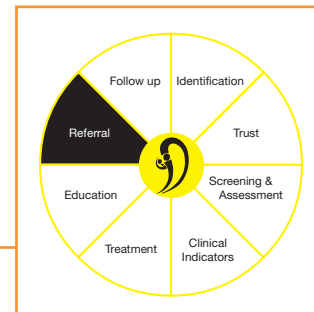 Follow up
Identification
Referral
Trust
Education
Screening &
Assessment
Treatment
Clinical
Indicators